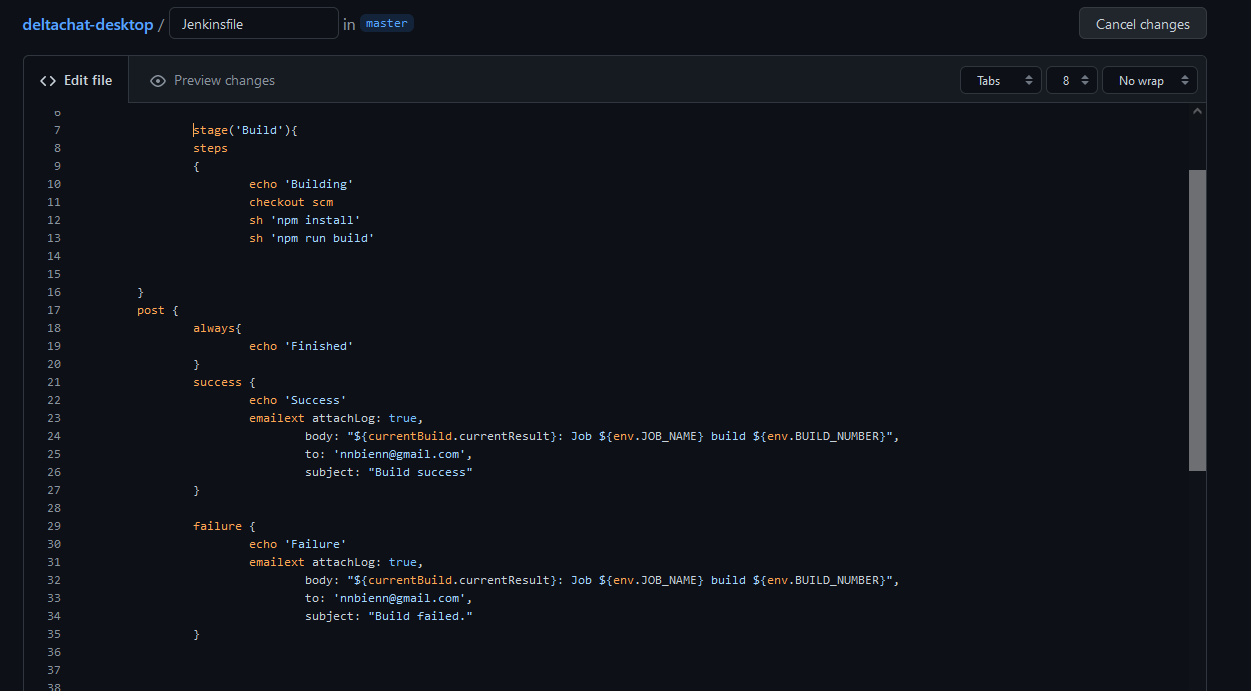 deltachat-desktop / Jenkinsfile in master Cancel changes
<> Edit file Preview changes Tabs 8 No wrap
6
7 stage('Build'){
8 steps
9 {
10 echo 'Building'
11 checkout scm
12 sh 'npm install'
13 sh 'npm run build'
14
15
16 }
17 post {
18 always{
19 echo 'Finished'
20 }
21 success {
22 echo 'Success'
23 emailext attachLog: true,
24 body: "${currentBuild.currentResult}: Job ${env.JOB_NAME} build ${env.BUILD_NUMBER}",
25 to: 'nnbienn@gmail.com',
26 subject: "Build success"
27 }
28
29 failure {
30 echo 'Failure'
31 emailext attachLog: true,
32 body: "${currentBuild.currentResult}: Job ${env.JOB_NAME} build ${env.BUILD_NUMBER}",
33 to: 'nnbienn@gmail.com',
34 subject: "Build failed."
35 }
36
37
38